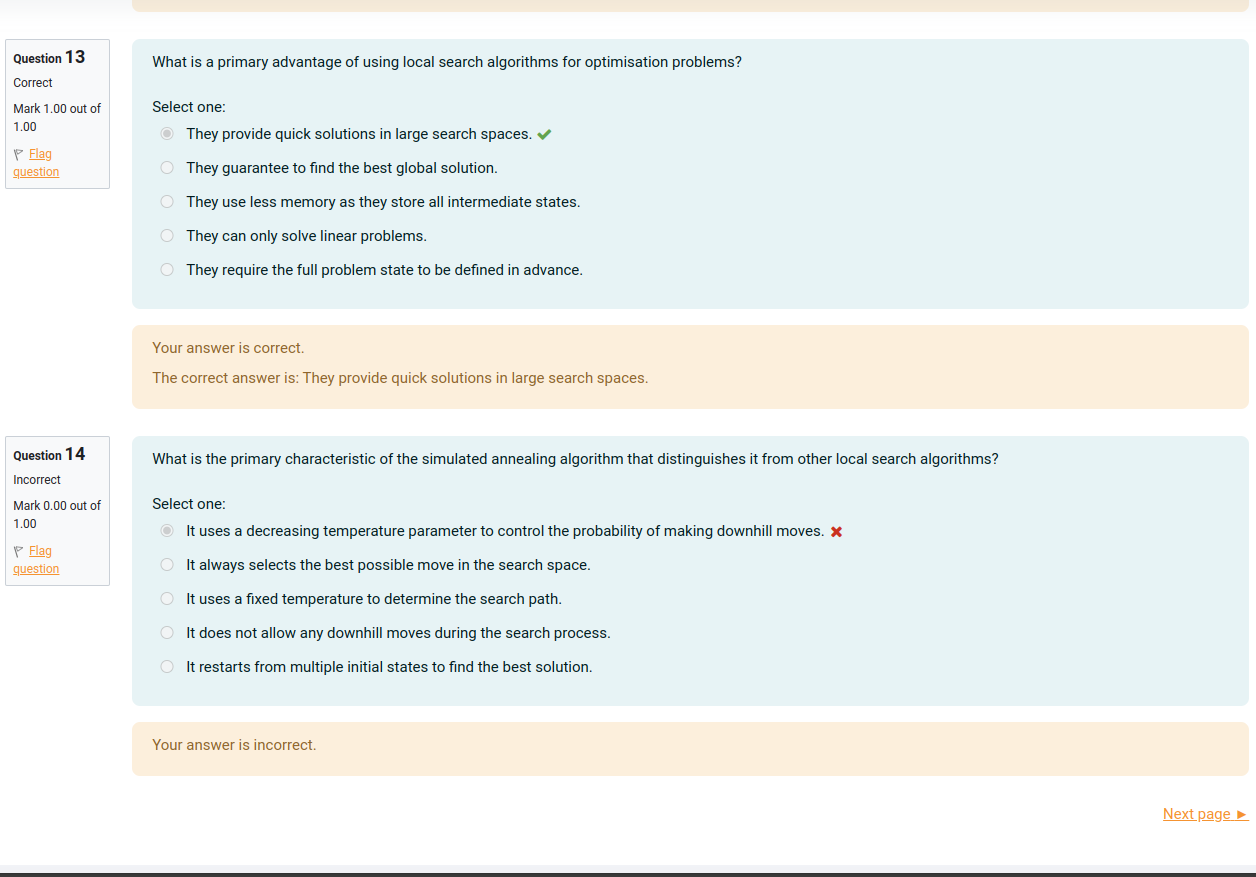 Question 13
Correct
Mark 1.00 out of
1.00
Flag
question
What is a primary advantage of using local search algorithms for optimisation problems?
Select one:
They provide quick solutions in large search spaces.
They guarantee to find the best global solution.
They use less memory as they store all intermediate states.
They can only solve linear problems.
They require the full problem state to be defined in advance.
Your answer is correct.
The correct answer is: They provide quick solutions in large search spaces.
Question 14
Incorrect
Mark 0.00 out of
1.00
Flag
question
What is the primary characteristic of the simulated annealing algorithm that distinguishes it from other local search algorithms?
Select one:
It uses a decreasing temperature parameter to control the probability of making downhill moves.
It always selects the best possible move in the search space.
It uses a fixed temperature to determine the search path.
It does not allow any downhill moves during the search process.
It restarts from multiple initial states to find the best solution.
Your answer is incorrect.
Next page ►